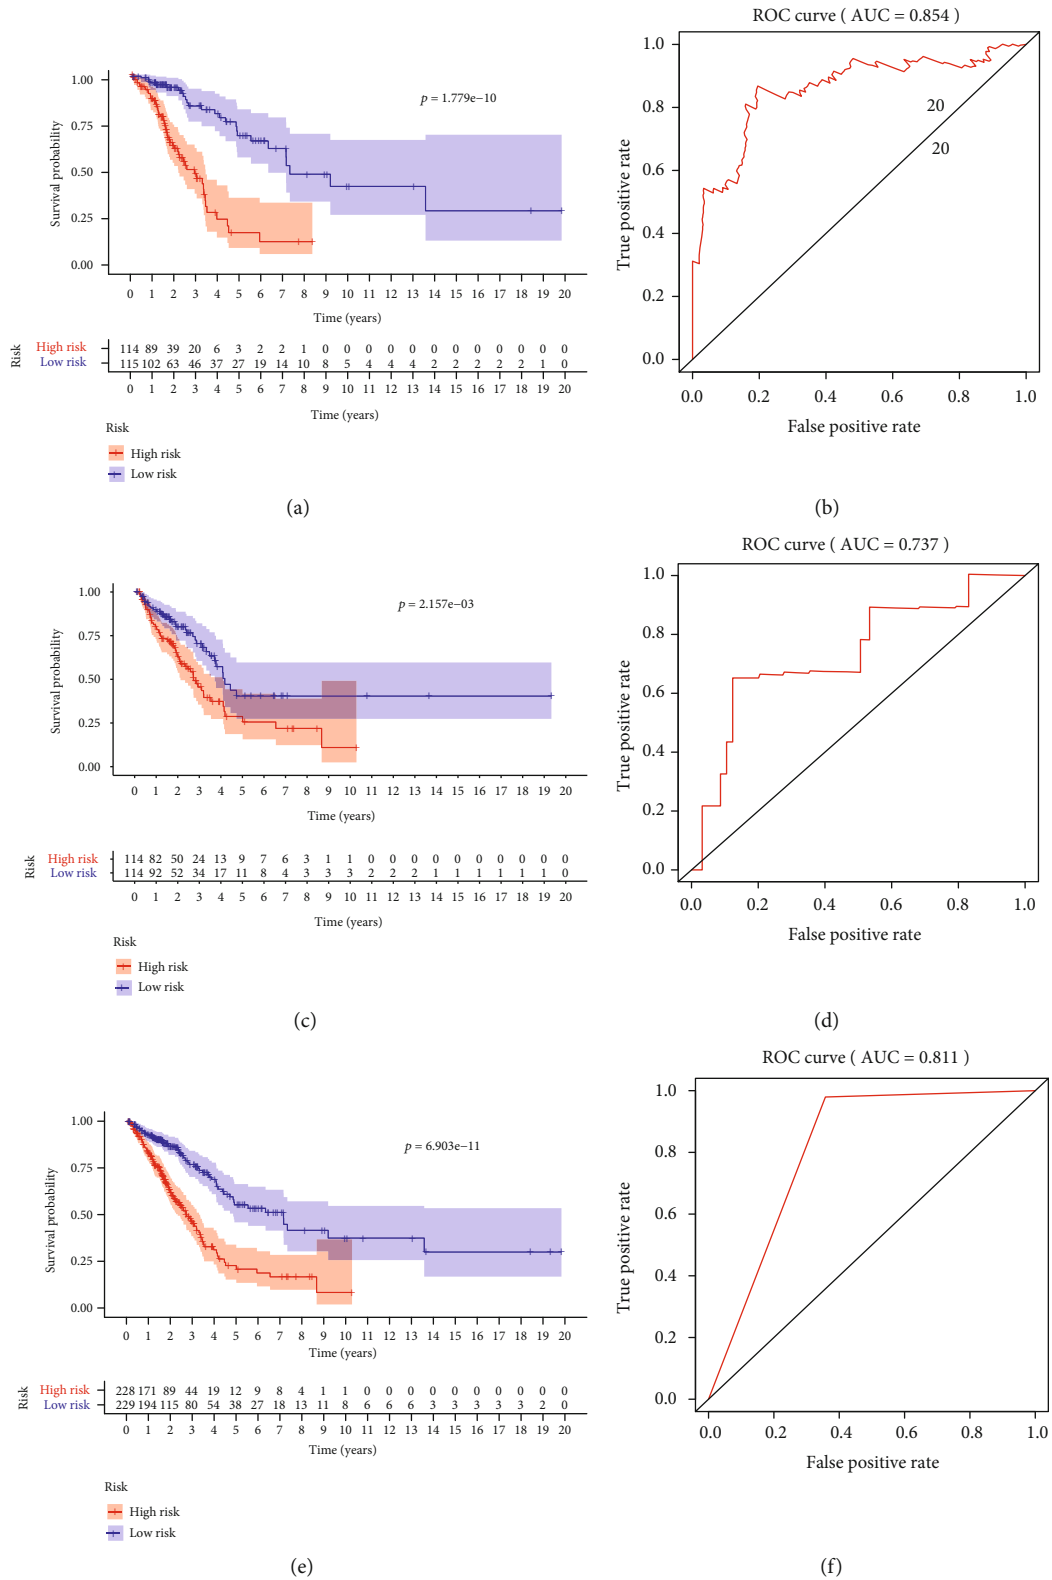 1.00
0.75
0.50
0.25
0.00
Survival probability
p = 1.779e−10
0 1 2 3 4 5 6 7 8 9 10 11 12 13 14 15 16 17 18 19 20
Time (years)
Risk
High risk 114 89 39 20 6 3 2 2 1 0 0 0 0 0 0 0 0 0 0 0 0
Low risk 115 102 63 46 37 27 19 14 10 8 5 4 4 4 2 2 2 2 2 1 0
0 1 2 3 4 5 6 7 8 9 10 11 12 13 14 15 16 17 18 19 20
Time (years)
Risk
High risk
Low risk
(a)
ROC curve ( AUC = 0.854 )
1.0
0.8
0.6
0.4
0.2
0.0
True positive rate
20
20
0.0 0.2 0.4 0.6 0.8 1.0
False positive rate
(b)
1.00
0.75
0.50
0.25
0.00
Survival probability
p = 2.157e−03
0 1 2 3 4 5 6 7 8 9 10 11 12 13 14 15 16 17 18 19 20
Time (years)
Risk
High risk 114 82 50 24 13 9 7 6 3 1 1 0 0 0 0 0 0 0 0 0 0
Low risk 114 92 52 34 17 11 8 4 3 3 3 2 2 2 1 1 1 1 1 1 0
0 1 2 3 4 5 6 7 8 9 10 11 12 13 14 15 16 17 18 19 20
Time (years)
Risk
High risk
Low risk
(c)
ROC curve ( AUC = 0.737 )
1.0
0.8
0.6
0.4
0.2
0.0
True positive rate
0.0 0.2 0.4 0.6 0.8 1.0
False positive rate
(d)
1.00
0.75
0.50
0.25
0.00
Survival probability
p = 6.903e−11
0 1 2 3 4 5 6 7 8 9 10 11 12 13 14 15 16 17 18 19 20
Time (years)
Risk
High risk 228 171 89 44 19 12 9 8 4 1 1 0 0 0 0 0 0 0 0 0 0
Low risk 229 194 115 80 54 38 27 18 13 11 8 6 6 6 3 3 3 3 3 2 0
0 1 2 3 4 5 6 7 8 9 10 11 12 13 14 15 16 17 18 19 20
Time (years)
Risk
High risk
Low risk
(e)
ROC curve ( AUC = 0.811 )
1.0
0.8
0.6
0.4
0.2
0.0
True positive rate
0.0 0.2 0.4 0.6 0.8 1.0
False positive rate
(f)